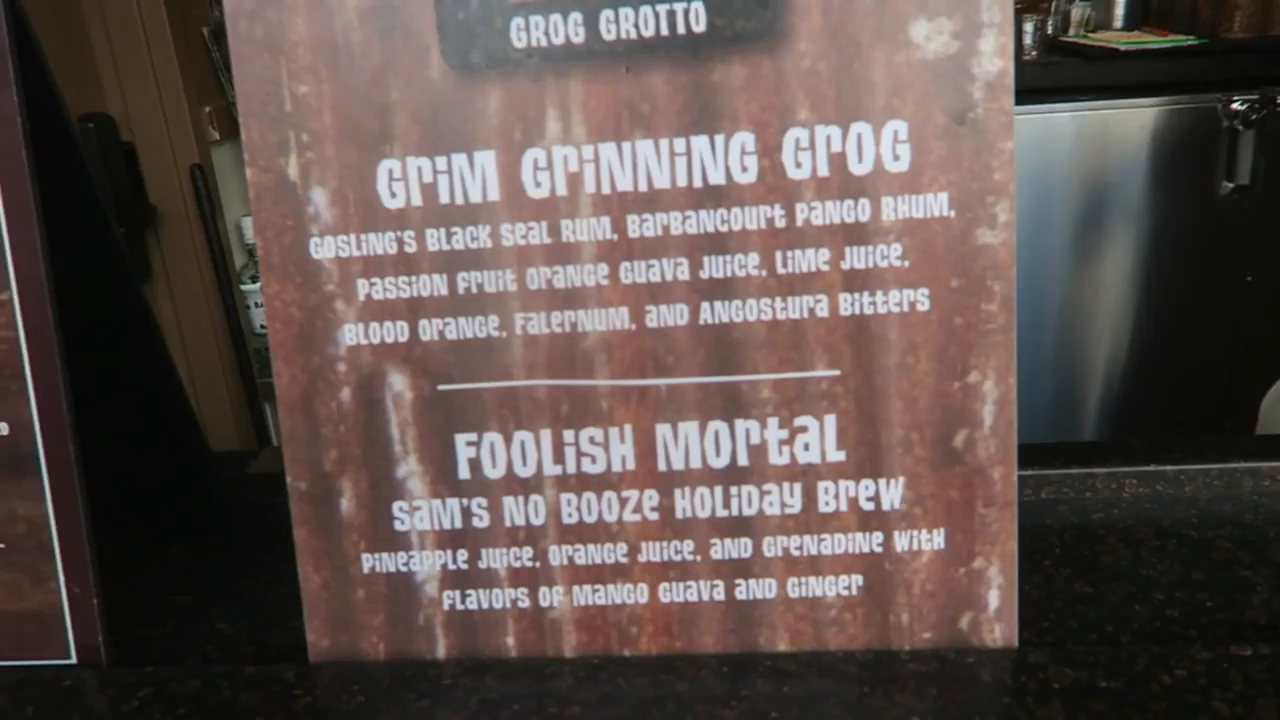 GROG GROTTO
GRIM GRINNING GROG
GOSLING'S BLACK SEAL RUM, BARBANCOURT PANGO RHUM,
PASSION FRUIT ORANGE GUAVA JUICE, LIME JUICE,
BLOOD ORANGE, FALERNUM, AND ANGOSTURA BITTERS
FOOLISH MORTAL
SAM'S NO BOOZE HOLIDAY BREW
PINEAPPLE JUICE, ORANGE JUICE, AND GRENADINE WITH
FLAVORS OF MANGO GUAVA AND GINGER